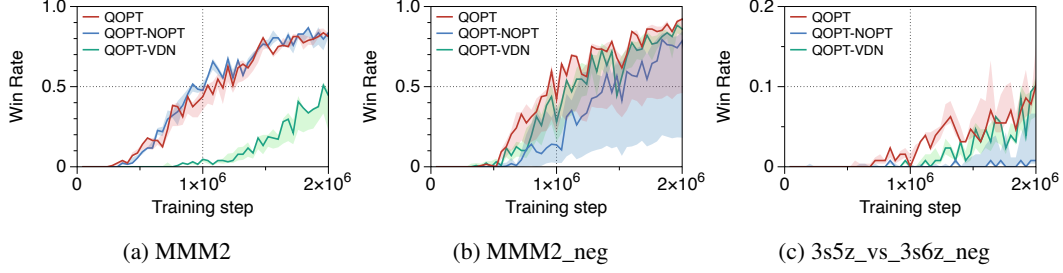 1.0
0.5
0
Win Rate
QOPT
QOPT-NOPT
QOPT-VDN
0
1×10⁶
2×10⁶
Training step
(a) MMM2
1.0
0.5
0
Win Rate
QOPT
QOPT-NOPT
QOPT-VDN
0
1×10⁶
2×10⁶
Training step
(b) MMM2_neg
0.2
0.1
0
Win Rate
QOPT
QOPT-NOPT
QOPT-VDN
0
1×10⁶
2×10⁶
Training step
(c) 3s5z_vs_3s6z_neg